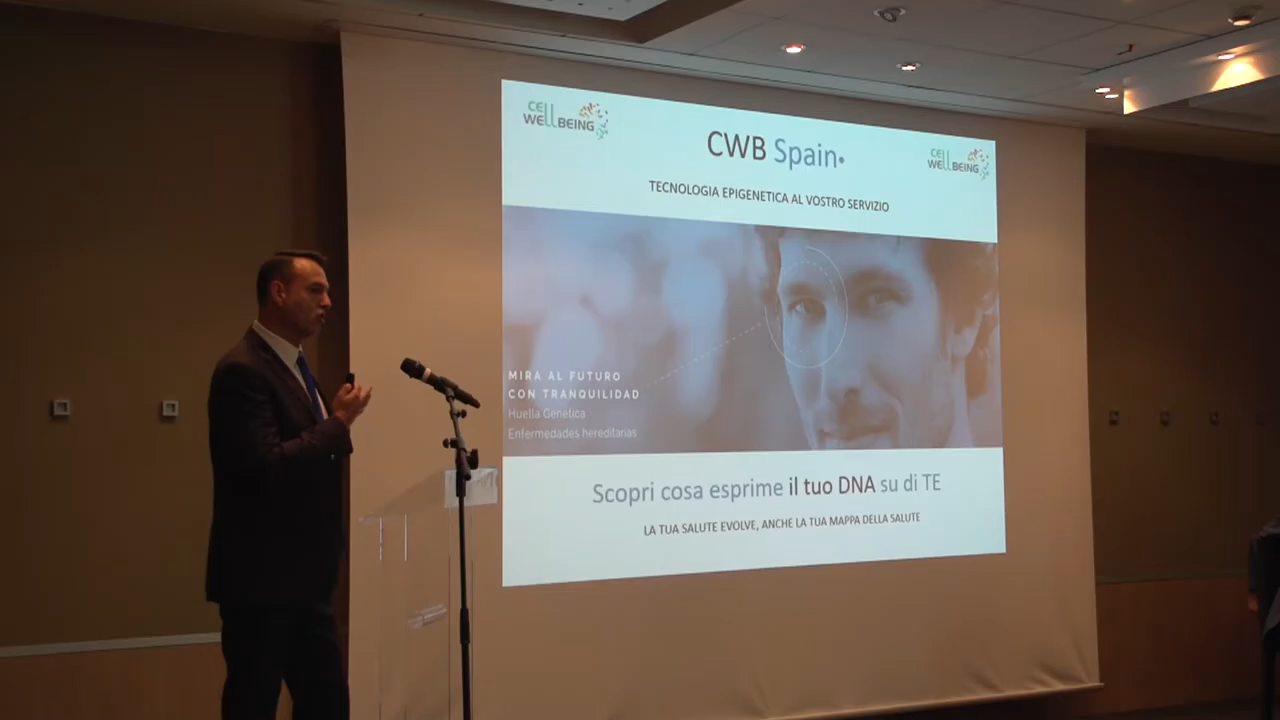 CE
WELLBEING
CWB Spain•
CE
WELLBEING
TECNOLOGIA EPIGENETICA AL VOSTRO SERVIZIO
MIRA AL FUTURO
CON TRANQUILIDAD
Huella Genetica
Enfermedades hereditarias
Scopri cosa esprime il tuo DNA su di TE
LA TUA SALUTE EVOLVE, ANCHE LA TUA MAPPA DELLA SALUTE